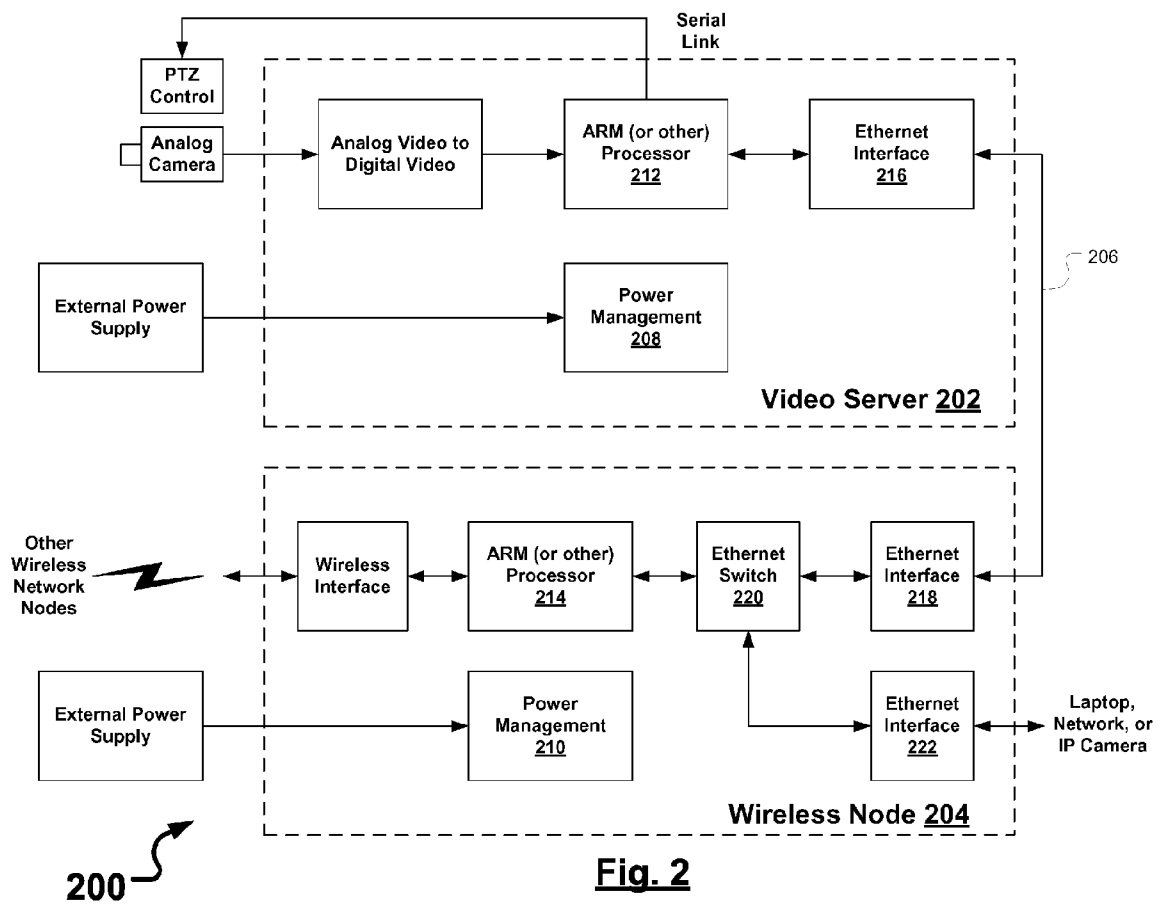 Serial
Link
PTZ
Control
Analog
Camera
Analog Video to
Digital Video
ARM (or other)
Processor
212
Ethernet
Interface
216
206
External Power
Supply
Power
Management
208
Video Server 202
Other
Wireless
Network
Nodes
Wireless
Interface
ARM (or other)
Processor
214
Ethernet
Switch
220
Ethernet
Interface
218
External Power
Supply
Power
Management
210
Ethernet
Interface
222
Laptop,
Network, or
IP Camera
Wireless Node 204
200
Fig. 2